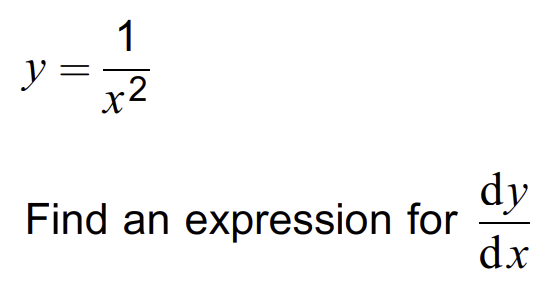 y = 1/x²
Find an expression for dy/dx